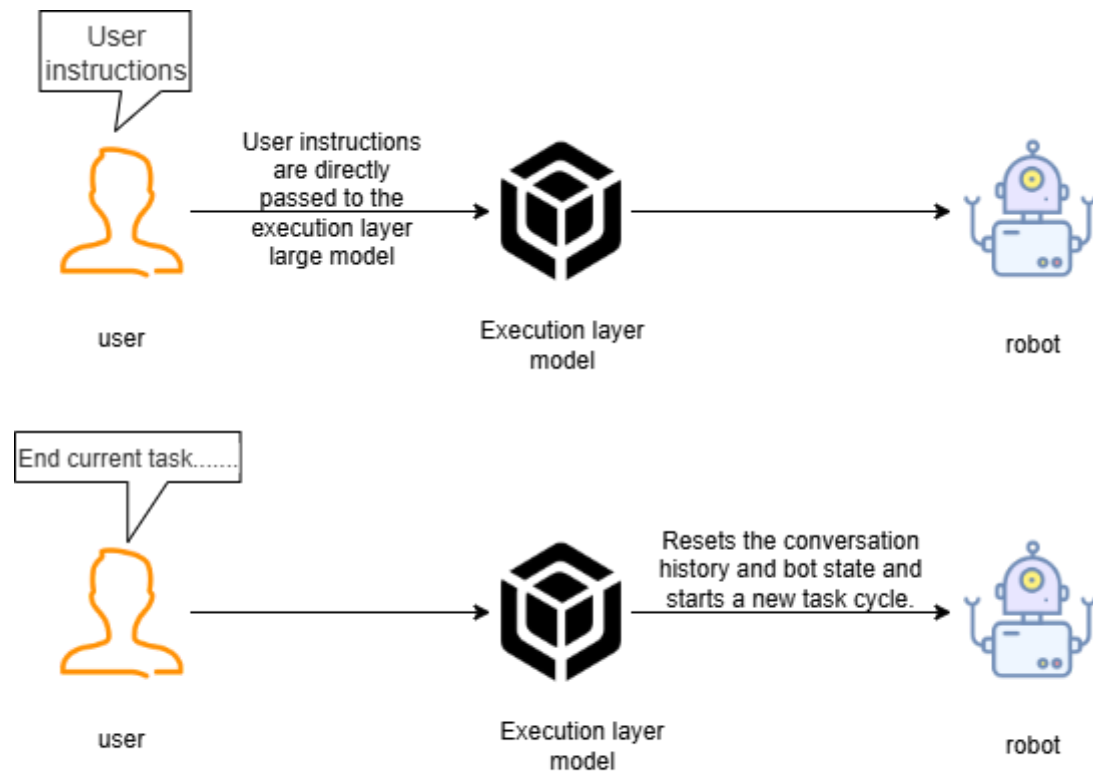 User
instructions
User instructions
are directly
passed to the
execution layer
large model
user
Execution layer
model
robot
End current task.......
Resets the conversation
history and bot state and
starts a new task cycle.
user
Execution layer
model
robot